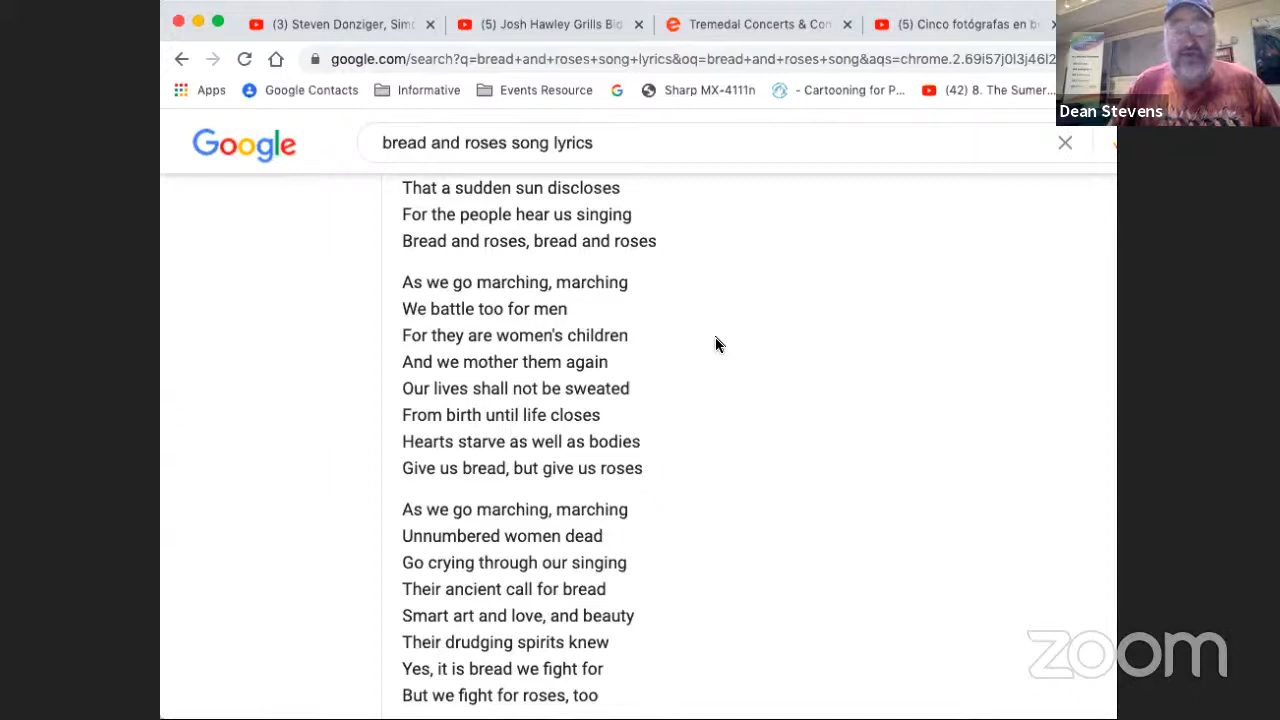 (3) Steven Donziger, Simo
(5) Josh Hawley Grills Bid
Tremedal Concerts & Con
(5) Cinco fotógrafas en b
google.com/search?q=bread+and+roses+song+lyrics&oq=bread+and+roses+song&aqs=chrome.2.69i57j0l3j46l2
Apps
Google Contacts
Informative
Events Resource
G
Sharp MX-4111n
- Cartooning for P...
(42) 8. The Sumer...
Dean Stevens
Google
bread and roses song lyrics
That a sudden sun discloses
For the people hear us singing
Bread and roses, bread and roses
As we go marching, marching
We battle too for men
For they are women's children
And we mother them again
Our lives shall not be sweated
From birth until life closes
Hearts starve as well as bodies
Give us bread, but give us roses
As we go marching, marching
Unnumbered women dead
Go crying through our singing
Their ancient call for bread
Smart art and love, and beauty
Their drudging spirits knew
Yes, it is bread we fight for
But we fight for roses, too
zoom